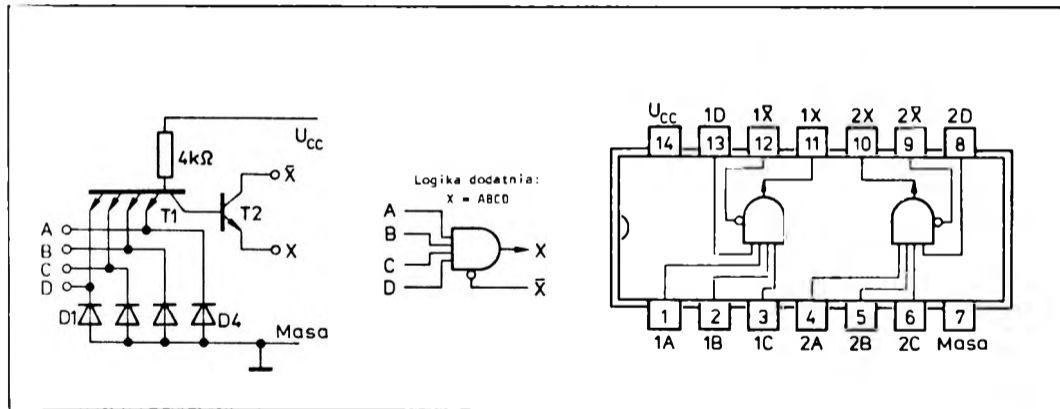 U_CC
4kΩ
T1
T2
X̄
X
A
B
C
D
D1
D4
Masa
Logika dodatnia:
X = ABCD
A
B
C
D
X
X̄
U_CC 1D 1X̄ 1X 2X 2X̄ 2D
14 13 12 11 10 9 8
1 2 3 4 5 6 7
1A 1B 1C 2A 2B 2C Masa